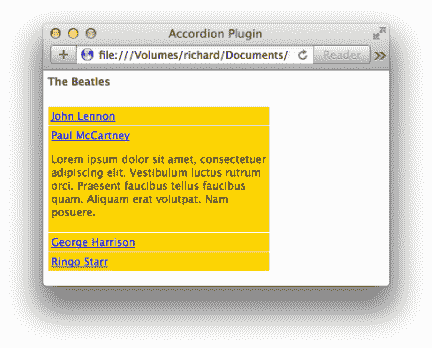 Accordion Plugin
file:///Volumes/richard/Documents/
Reader
The Beatles
John Lennon
Paul McCartney
Lorem ipsum dolor sit amet, consectetuer
adipiscing elit. Vestibulum luctus rutrum
orci. Praesent faucibus tellus faucibus
quam. Aliquam erat volutpat. Nam
posuere.
George Harrison
Ringo Starr